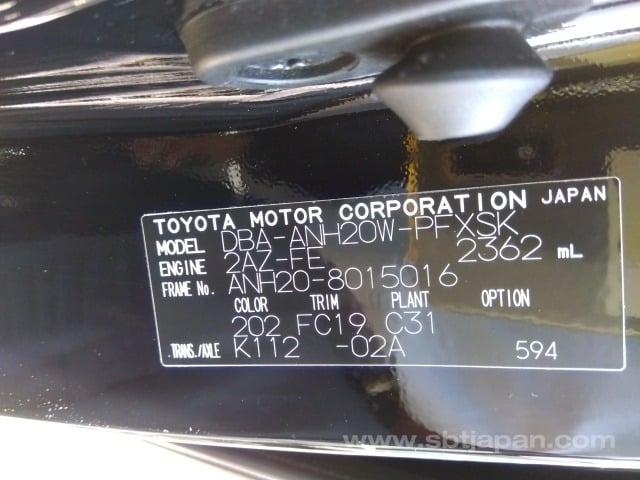 TOYOTA MOTOR CORPORATION JAPAN
MODEL DBA-ANH20W-PFXSK
ENGINE 2AZ-FE 2362 mL
FRAME No. ANH20-8015016
COLOR TRIM PLANT OPTION
202 FC19 C31
TRANS./AXLE K112 -02A 594
www.sbtjapan.com